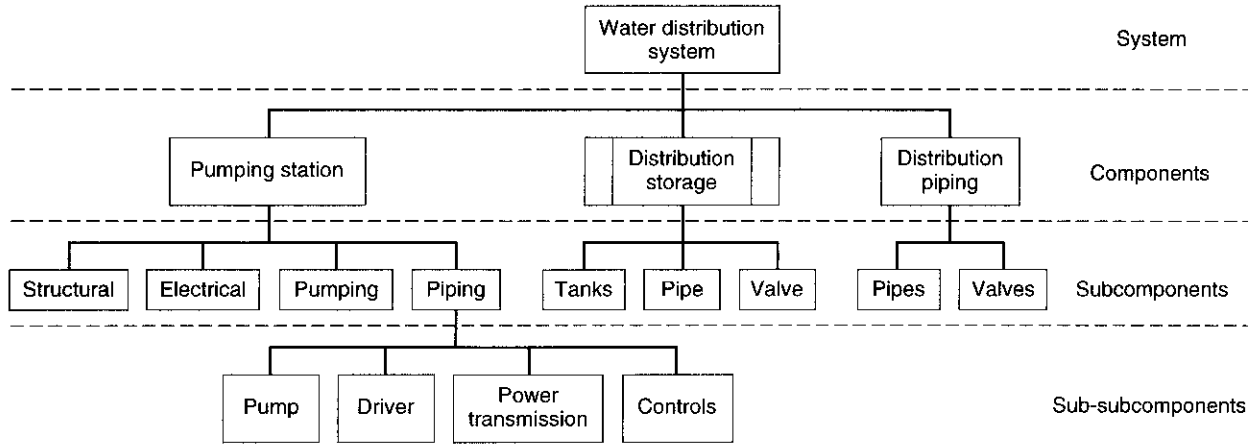 Water distribution
system
System
Pumping station
Distribution
storage
Distribution
piping
Components
Structural
Electrical
Pumping
Piping
Tanks
Pipe
Valve
Pipes
Valves
Subcomponents
Pump
Driver
Power
transmission
Controls
Sub-subcomponents